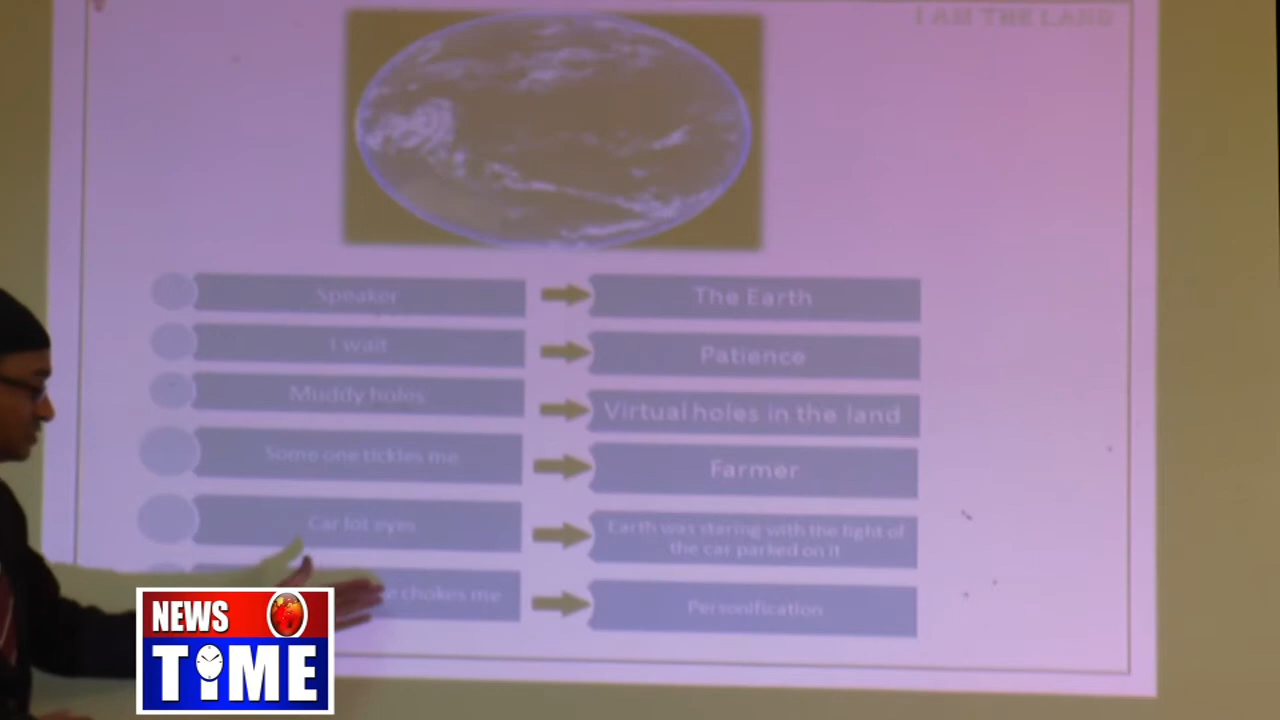 I AM THE LAND
Speaker
The Earth
I wait
Patience
Muddy holes
Virtual holes in the land
Some one tickles me
Farmer
Car lot eyes
Earth was staring with the light of
the car parked on it
chokes me
Personification
NEWS
TIME